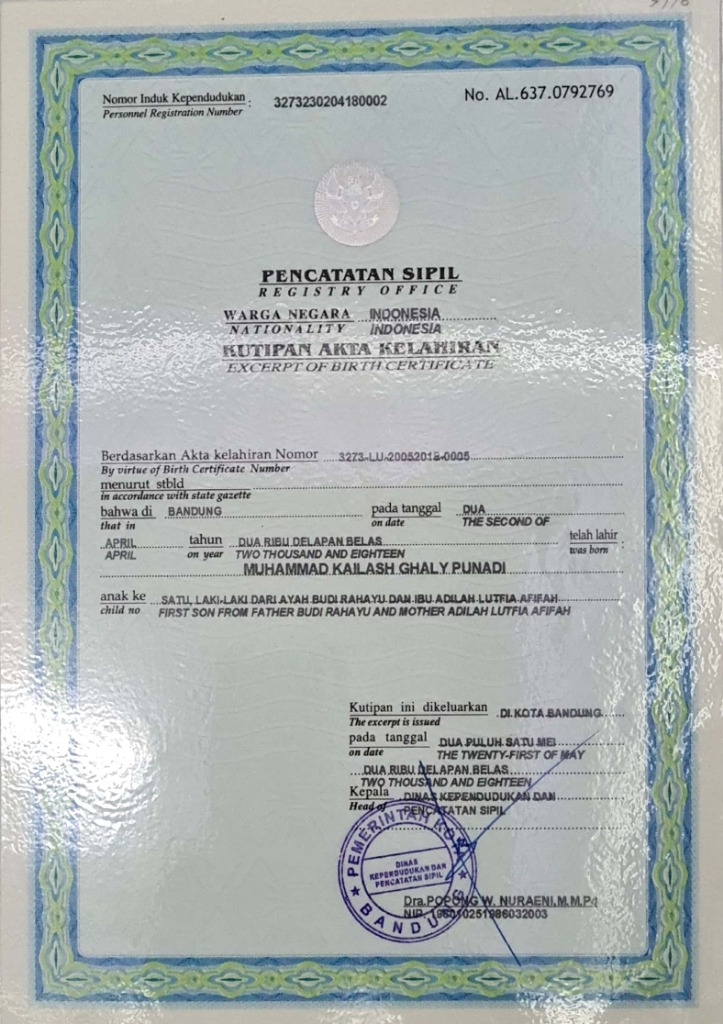 Nomor Induk Kependudukan : 3273230204180002 No. AL.637.0792769
Personnel Registration Number
PENCATATAN SIPIL
REGISTRY OFFICE
WARGA NEGARA INDONESIA
NATIONALITY INDONESIA
KUTIPAN AKTA KELAHIRAN
EXCERPT OF BIRTH CERTIFICATE
Berdasarkan Akta kelahiran Nomor 3273-LU-20052018-0005
By virtue of Birth Certificate Number
menurut stbld
in accordance with state gazette
bahwa di BANDUNG pada tanggal DUA
that in on date THE SECOND OF
APRIL tahun DUA RIBU DELAPAN BELAS telah lahir :
APRIL on year TWO THOUSAND AND EIGHTEEN was born
MUHAMMAD KAILASH GHALY PUNADI
anak ke SATU, LAKI-LAKI DARI AYAH BUDI RAHAYU DAN IBU ADILAH LUTFIA AFIFAH
child no FIRST SON FROM FATHER BUDI RAHAYU AND MOTHER ADILAH LUTFIA AFIFAH
Kutipan ini dikeluarkan DI KOTA BANDUNG
The excerpt is issued
pada tanggal DUA PULUH SATU MEI
on date THE TWENTY-FIRST OF MAY
DUA RIBU DELAPAN BELAS
TWO THOUSAND AND EIGHTEEN
Kepala DINAS KEPENDUDUKAN DAN
Head of PENCATATAN SIPIL
PEMERINTAH KOTA
DINAS
KEPENDUDUKAN DAN
PENCATATAN SIPIL
BANDUNG
Dra.POPONG W. NURAENI,M.M.Pd
NIP.